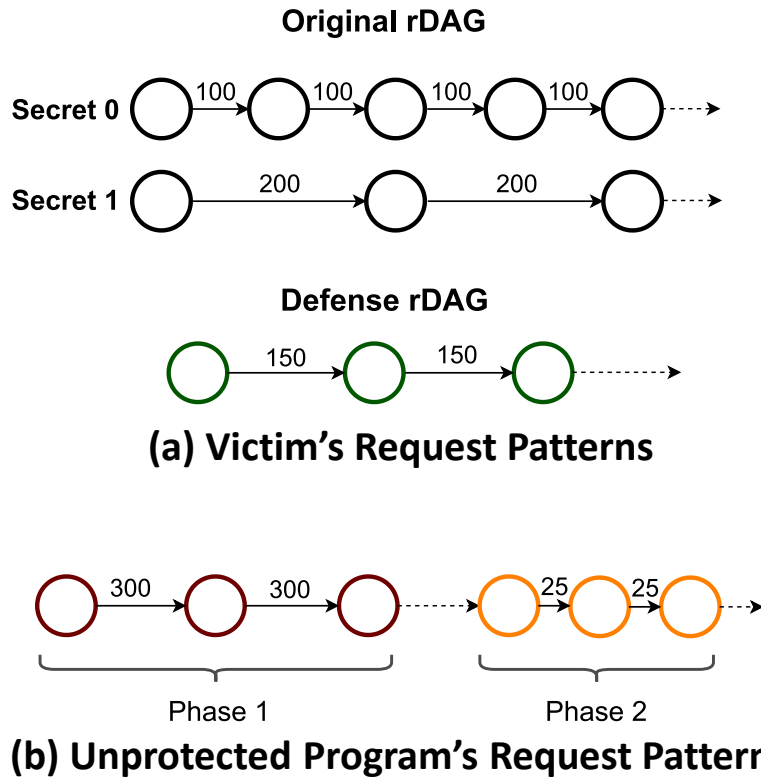 Original rDAG
Secret 0 100 100 100 100
Secret 1 200 200
Defense rDAG
150 150
(a) Victim's Request Patterns
300 300 25 25
Phase 1 Phase 2
(b) Unprotected Program's Request Pattern